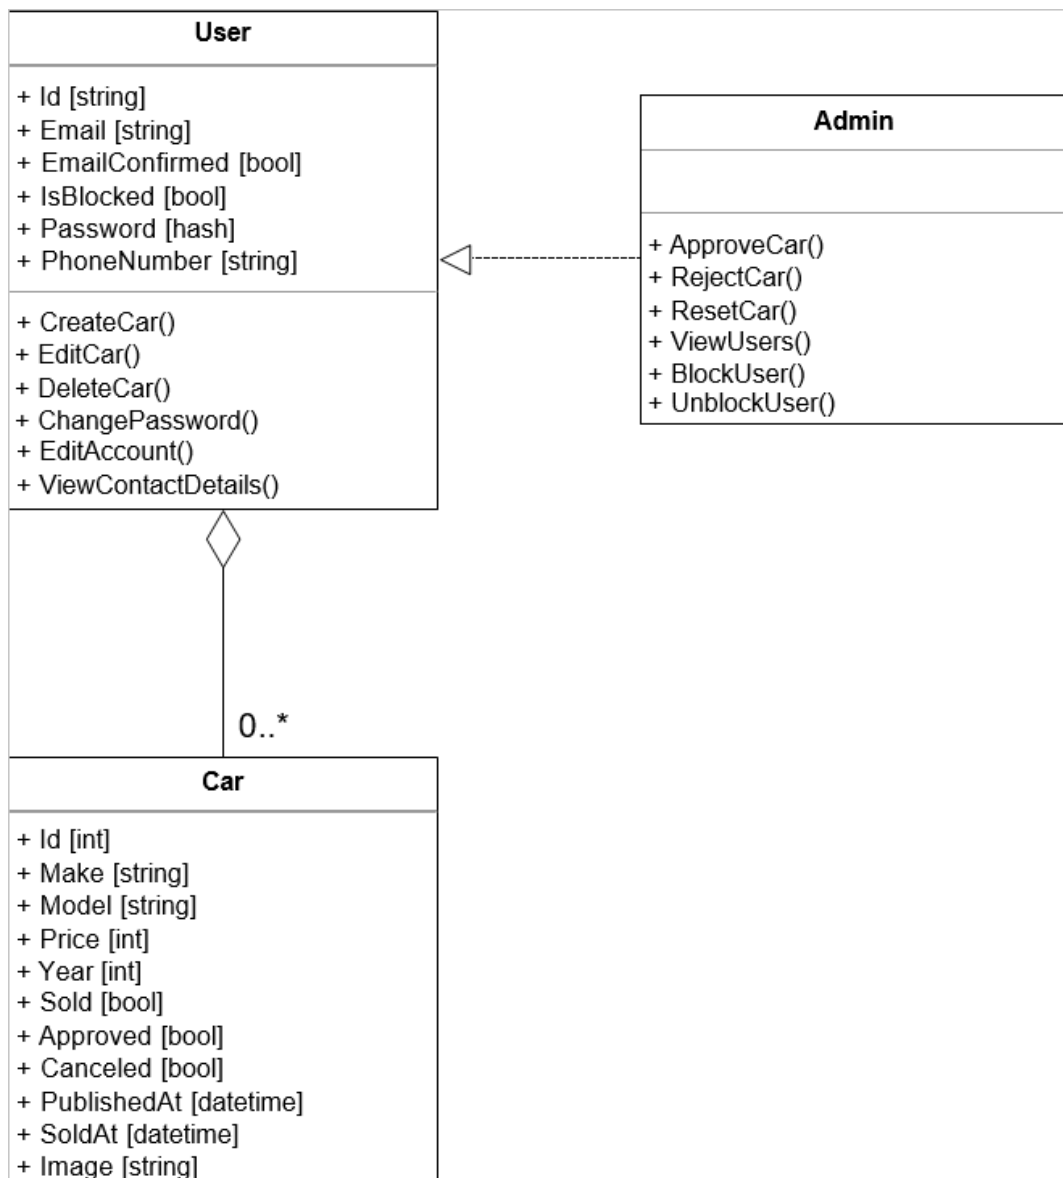 User
+ Id [string]
+ Email [string]
+ EmailConfirmed [bool]
+ IsBlocked [bool]
+ Password [hash]
+ PhoneNumber [string]
+ CreateCar()
+ EditCar()
+ DeleteCar()
+ ChangePassword()
+ EditAccount()
+ ViewContactDetails()
Admin
+ ApproveCar()
+ RejectCar()
+ ResetCar()
+ ViewUsers()
+ BlockUser()
+ UnblockUser()
0..*
Car
+ Id [int]
+ Make [string]
+ Model [string]
+ Price [int]
+ Year [int]
+ Sold [bool]
+ Approved [bool]
+ Canceled [bool]
+ PublishedAt [datetime]
+ SoldAt [datetime]
+ Image [string]